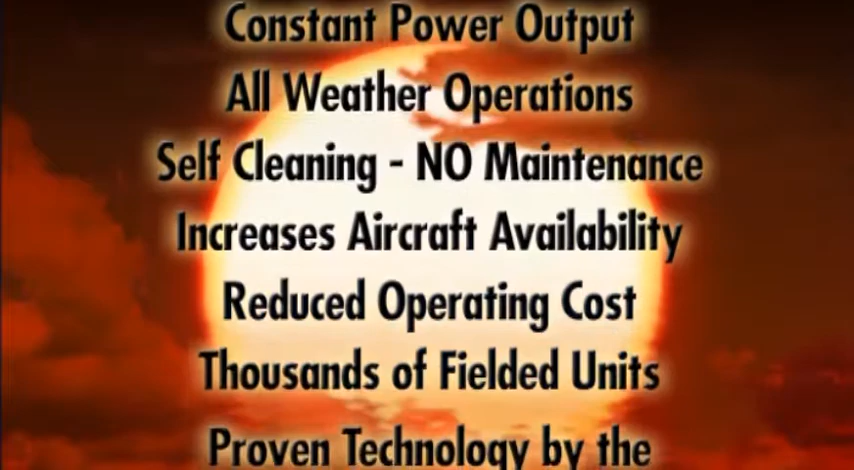 Constant Power Output
All Weather Operations
Self Cleaning - NO Maintenance
Increases Aircraft Availability
Reduced Operating Cost
Thousands of Fielded Units
Proven Technology by the